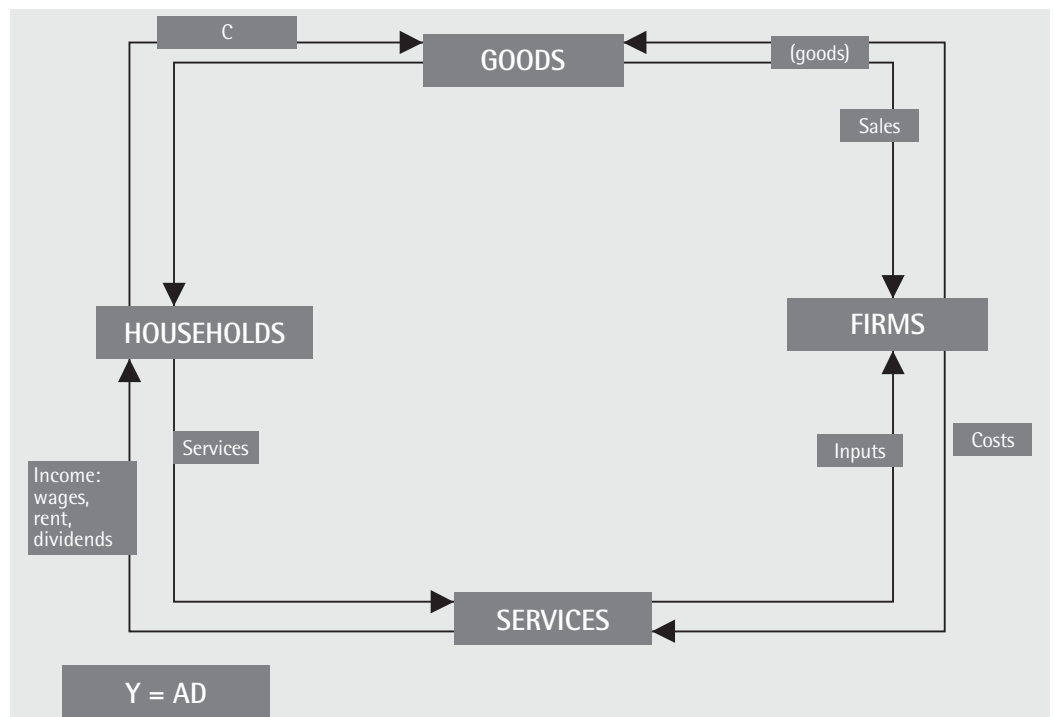 C
GOODS
(goods)
Sales
HOUSEHOLDS
FIRMS
Services
Inputs
Costs
Income:
wages,
rent,
dividends
SERVICES
Y = AD